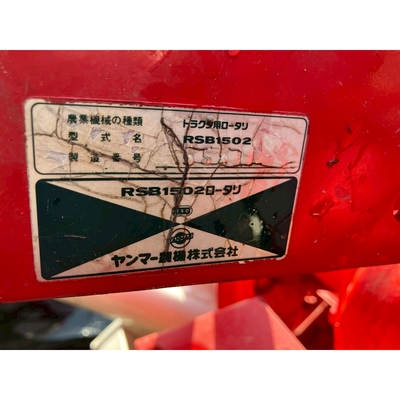 農業機械の種類 トラクタ用ロータリ
型式名 RSB1502
製造番号
RSB1502ロータリ
ヤンマー農機株式会社